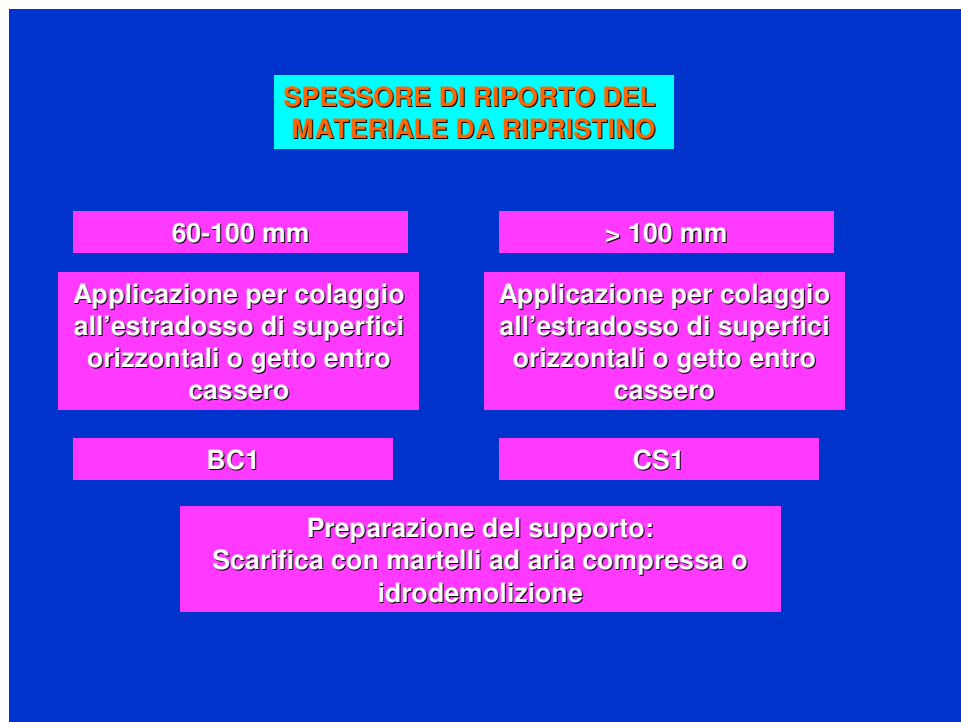 SPESSORE DI RIPORTO DEL
MATERIALE DA RIPRISTINO
60-100 mm
> 100 mm
Applicazione per colaggio
all’estradosso di superfici
orizzontali o getto entro
cassero
Applicazione per colaggio
all’estradosso di superfici
orizzontali o getto entro
cassero
BC1
CS1
Preparazione del supporto:
Scarifica con martelli ad aria compressa o
idrodemolizione